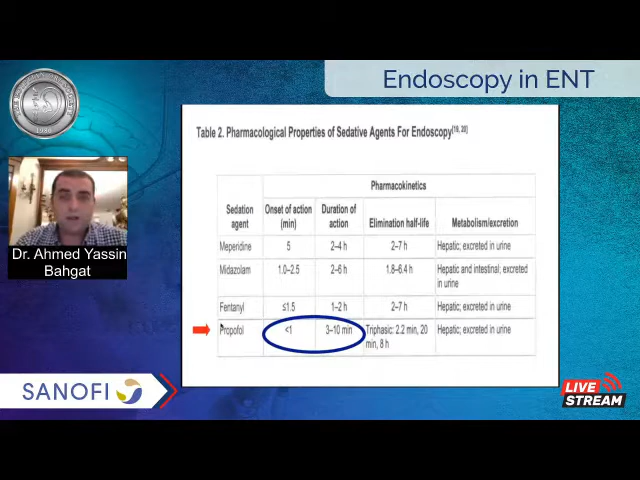 Endoscopy in ENT
1930
Table 2. Pharmacological Properties of Sedative Agents For Endoscopy[19, 20]
Pharmacokinetics
Sedation agent | Onset of action (min) | Duration of action | Elimination half-life | Metabolism/excretion
Meperidine | 5 | 2–4 h | 2–7 h | Hepatic; excreted in urine
Midazolam | 1.0–2.5 | 2–6 h | 1.8–6.4 h | Hepatic and intestinal; excreted in urine
Fentanyl | ≤1.5 | 1–2 h | 2–7 h | Hepatic; excreted in urine
Propofol | <1 | 3–10 min | Triphasic: 2.2 min, 20 min, 8 h | Hepatic; excreted in urine
Dr. Ahmed Yassin
Bahgat
SANOFI
LIVE
STREAM